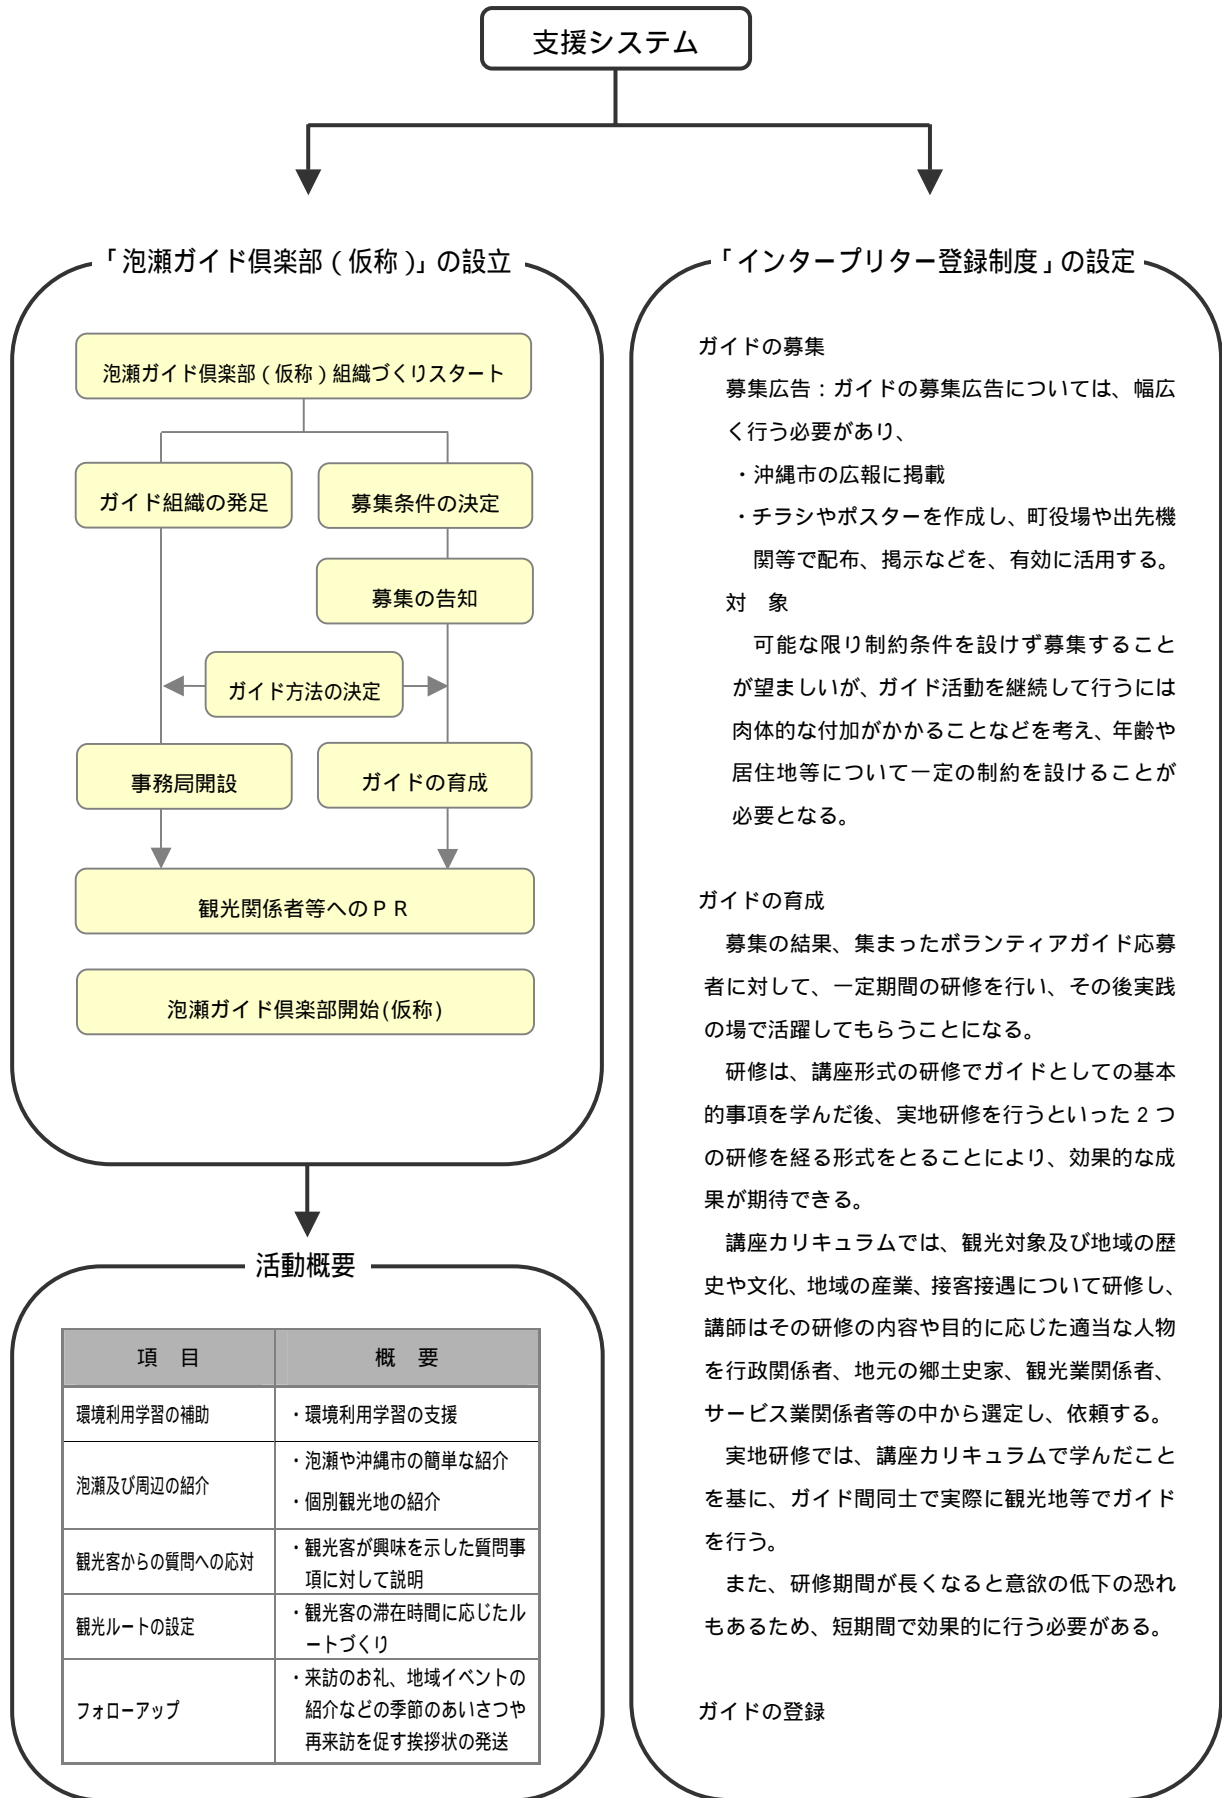 支援システム
「泡瀬ガイド倶楽部（仮称）」の設立
泡瀬ガイド倶楽部（仮称）組織づくりスタート
ガイド組織の発足
募集条件の決定
募集の告知
ガイド方法の決定
事務局開設
ガイドの育成
観光関係者等へのＰＲ
泡瀬ガイド倶楽部開始(仮称)
活動概要
項　目
概　要
環境利用学習の補助
・環境利用学習の支援
泡瀬及び周辺の紹介
・泡瀬や沖縄市の簡単な紹介
・個別観光地の紹介
観光客からの質問への応対
・観光客が興味を示した質問事
項に対して説明
観光ルートの設定
・観光客の滞在時間に応じたル
ートづくり
フォローアップ
・来訪のお礼、地域イベントの
紹介などの季節のあいさつや
再来訪を促す挨拶状の発送
「インタープリター登録制度」の設定
ガイドの募集
募集広告：ガイドの募集広告については、幅広
く行う必要があり、
・沖縄市の広報に掲載
・チラシやポスターを作成し、町役場や出先機
関等で配布、掲示などを、有効に活用する。
対　象
可能な限り制約条件を設けず募集すること
が望ましいが、ガイド活動を継続して行うには
肉体的な付加がかかることなどを考え、年齢や
居住地等について一定の制約を設けることが
必要となる。
ガイドの育成
募集の結果、集まったボランティアガイド応募
者に対して、一定期間の研修を行い、その後実践
の場で活躍してもらうことになる。
研修は、講座形式の研修でガイドとしての基本
的事項を学んだ後、実地研修を行うといった２つ
の研修を経る形式をとることにより、効果的な成
果が期待できる。
講座カリキュラムでは、観光対象及び地域の歴
史や文化、地域の産業、接客接遇について研修し、
講師はその研修の内容や目的に応じた適当な人物
を行政関係者、地元の郷土史家、観光業関係者、
サービス業関係者等の中から選定し、依頼する。
実地研修では、講座カリキュラムで学んだこと
を基に、ガイド間同士で実際に観光地等でガイド
を行う。
また、研修期間が長くなると意欲の低下の恐れ
もあるため、短期間で効果的に行う必要がある。
ガイドの登録